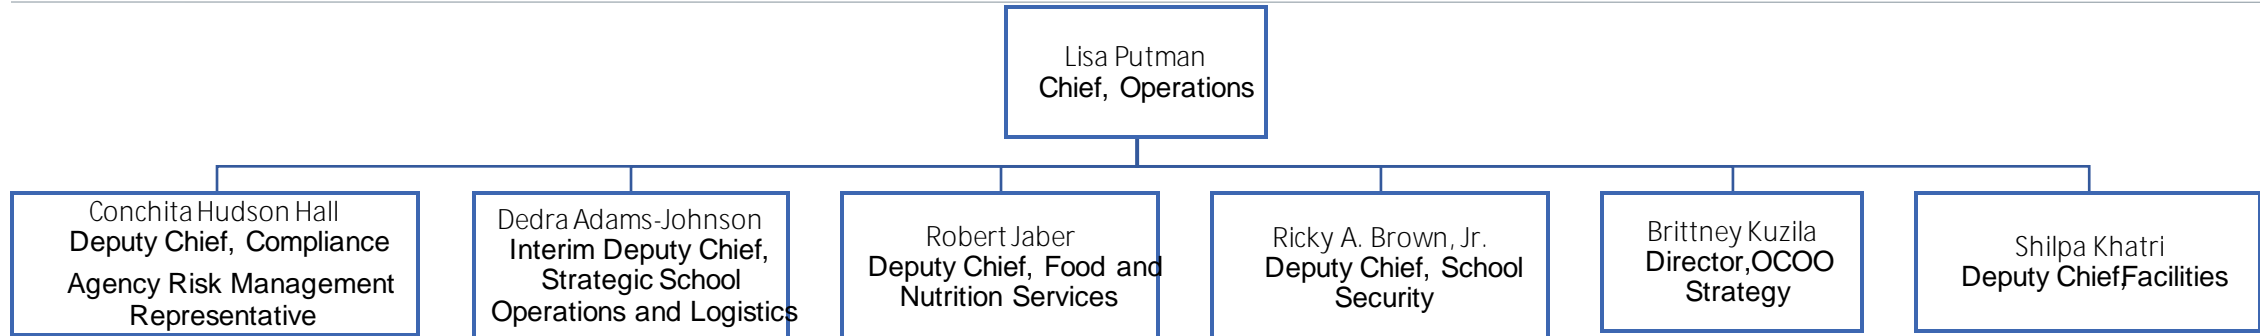 Lisa Putman
Chief, Operations
Conchita Hudson Hall
Deputy Chief, Compliance
Agency Risk Management
Representative
Dedra Adams-Johnson
Interim Deputy Chief,
Strategic School
Operations and Logistics
Robert Jaber
Deputy Chief, Food and
Nutrition Services
Ricky A. Brown, Jr.
Deputy Chief, School
Security
Brittney Kuzila
Director,OCOO
Strategy
Shilpa Khatri
Deputy Chief,Facilities